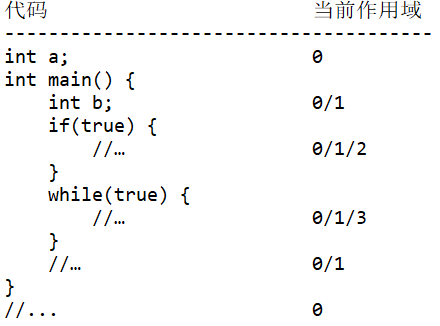 代码                      当前作用域
---------------------------------------
int a;                      0
int main() {
    int b;                  0/1
    if(true) {
        //…                 0/1/2
    }
    while(true) {
        //…                 0/1/3
    }
    //…                     0/1
}
//...                       0